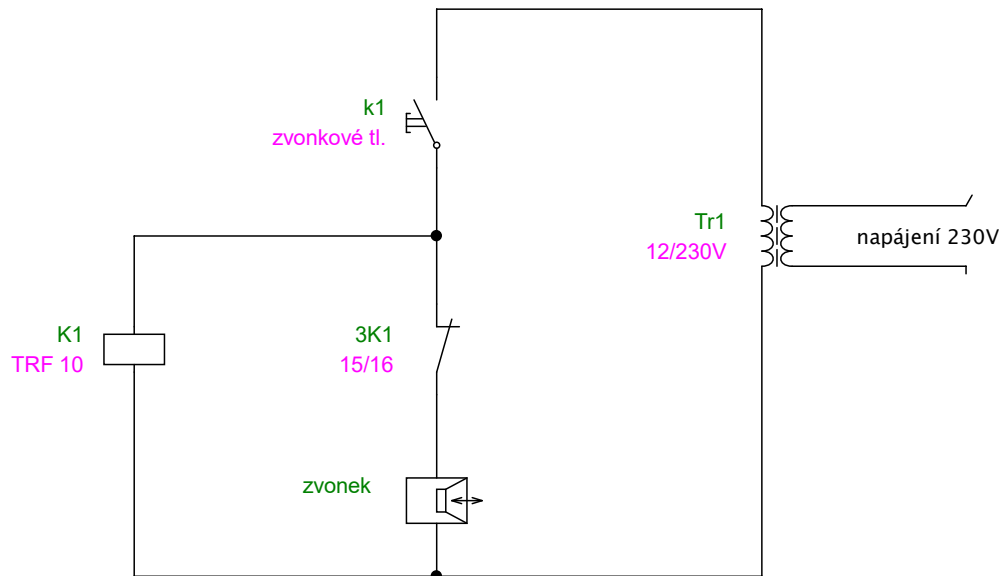 k1
zvonkové tl.
Tr1
12/230V
napájení 230V
K1
TRF 10
3K1
15/16
zvonek